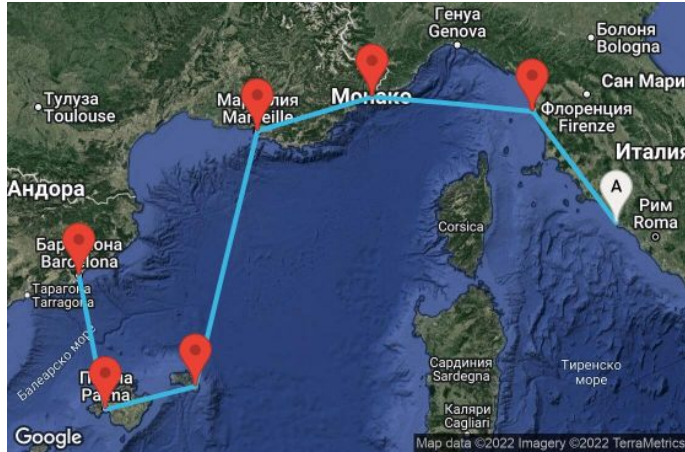 Генуа
Genova
Болоня
Bologna
Тулуза
Toulouse
Марсилия
Marseille
Монако
Сан Мари
Флоренция
Firenze
Италия
Андора
A
Рим
Roma
Corsica
Барселона
Barcelona
Тарагона
Tarragona
Балеарско море
Палма
Palma
Сардиния
Sardegna
Тиренско
море
Каляри
Cagliari
Google
Map data ©2022 Imagery ©2022 TerraMetrics